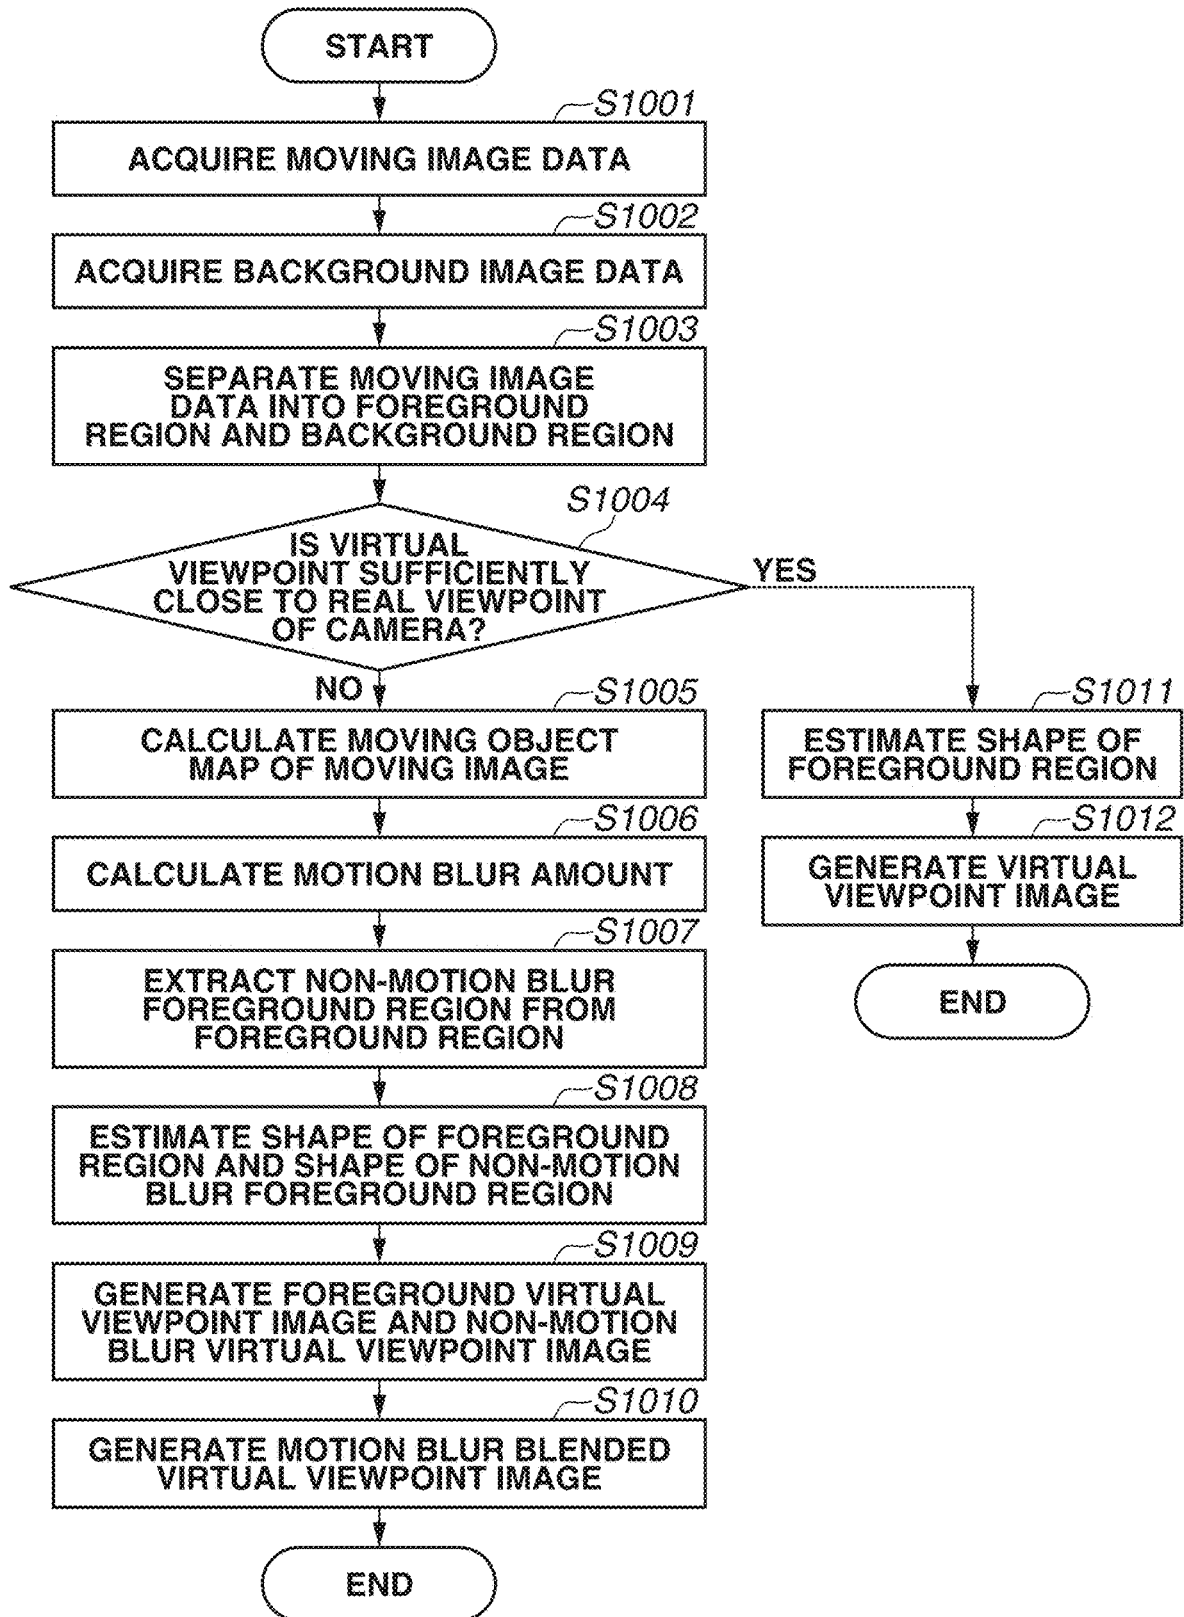 START
S1001
ACQUIRE MOVING IMAGE DATA
S1002
ACQUIRE BACKGROUND IMAGE DATA
S1003
SEPARATE MOVING IMAGE
DATA INTO FOREGROUND
REGION AND BACKGROUND REGION
S1004
IS VIRTUAL
VIEWPOINT SUFFICIENTLY
CLOSE TO REAL VIEWPOINT
OF CAMERA?
YES
NO
S1005
CALCULATE MOVING OBJECT
MAP OF MOVING IMAGE
S1006
CALCULATE MOTION BLUR AMOUNT
S1007
EXTRACT NON-MOTION BLUR
FOREGROUND REGION FROM
FOREGROUND REGION
S1008
ESTIMATE SHAPE OF FOREGROUND
REGION AND SHAPE OF NON-MOTION
BLUR FOREGROUND REGION
S1009
GENERATE FOREGROUND VIRTUAL
VIEWPOINT IMAGE AND NON-MOTION
BLUR VIRTUAL VIEWPOINT IMAGE
S1010
GENERATE MOTION BLUR BLENDED
VIRTUAL VIEWPOINT IMAGE
END
S1011
ESTIMATE SHAPE OF
FOREGROUND REGION
S1012
GENERATE VIRTUAL
VIEWPOINT IMAGE
END